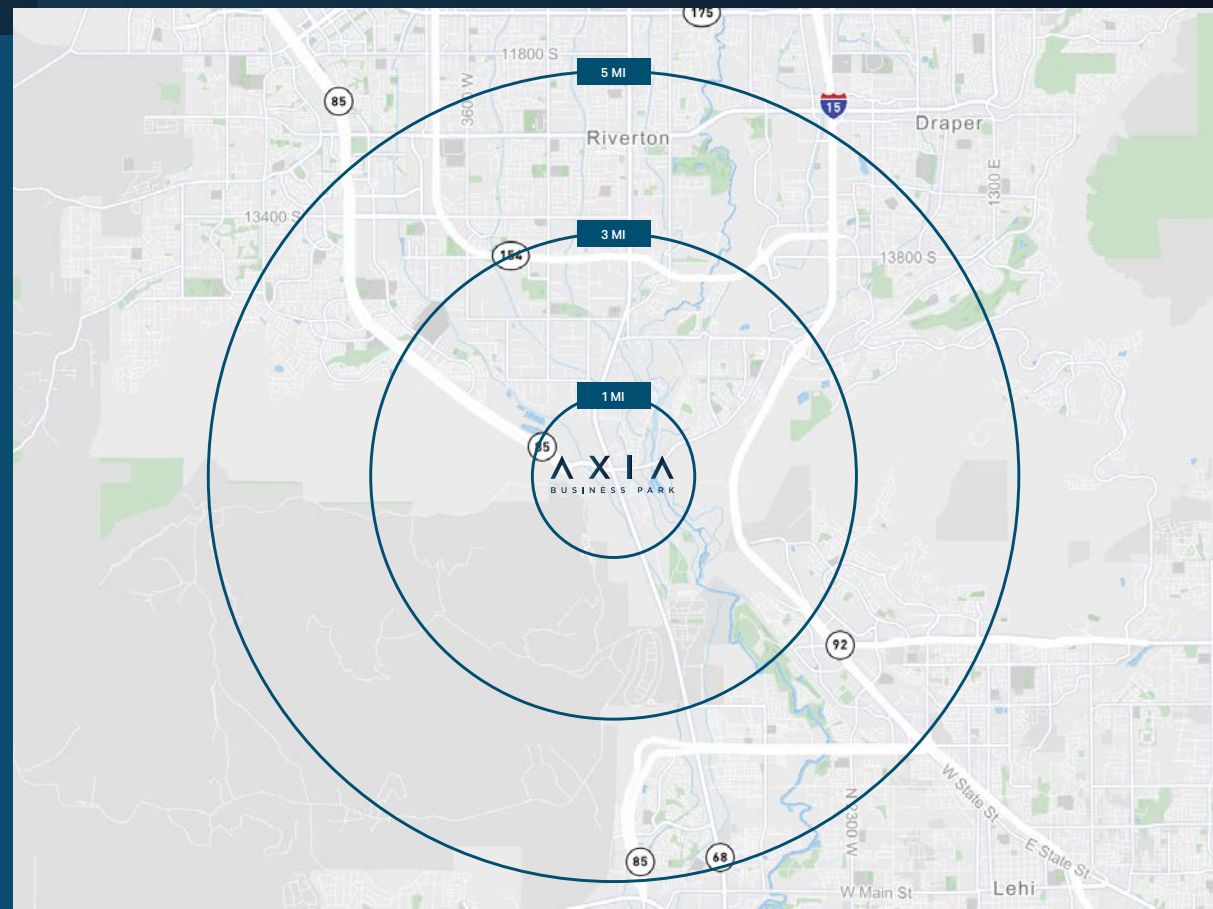 175
11800 S
5 MI
85
3600 W
15
Draper
Riverton
1300 E
13400 S
3 MI
154
13800 S
1 MI
85
AXIA
BUSINESS PARK
92
W State St
N 2300 W
85
68
E State St
W Main St
Lehi